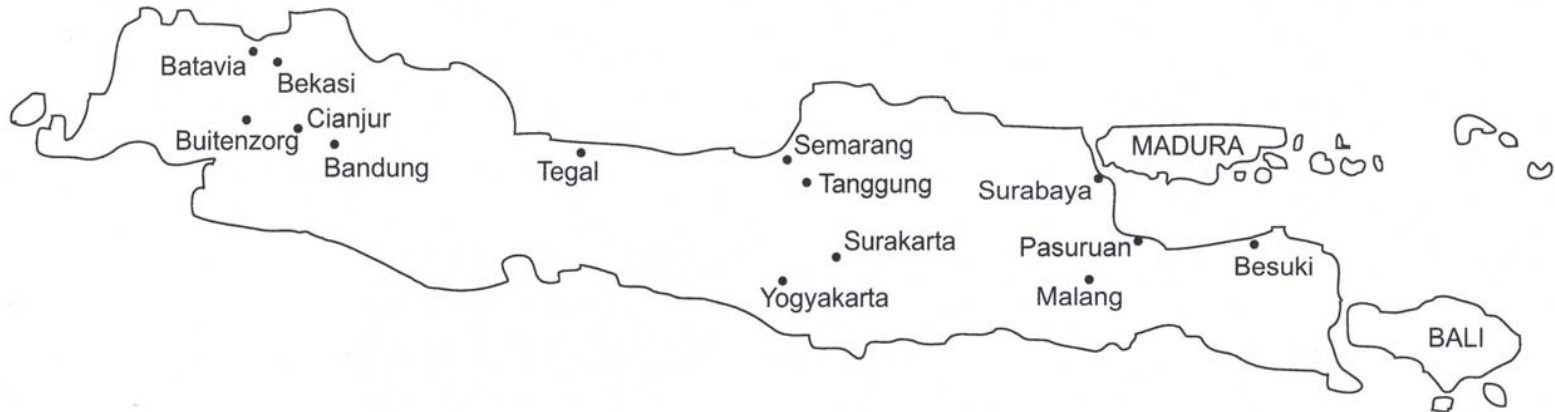 Batavia
Bekasi
Buitenzorg
Cianjur
Bandung
Tegal
Semarang
Tanggung
Surakarta
Yogyakarta
Surabaya
Pasuruan
Malang
Besuki
MADURA
BALI